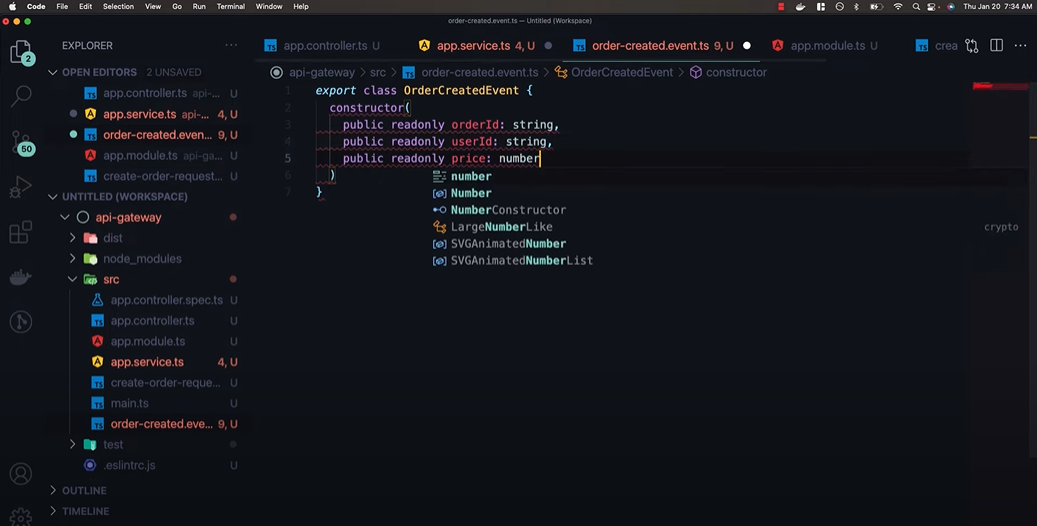 Code File Edit Selection View Go Run Terminal Window Help Thu Jan 20 7:34 AM
order-created.event.ts — Untitled (Workspace)
EXPLORER ···
app.controller.ts U app.service.ts 4, U order-created.event.ts 9, U app.module.ts U crea ···
2
OPEN EDITORS 2 UNSAVED
api-gateway > src > order-created.event.ts > OrderCreatedEvent > constructor
app.controller.ts api-... U
app.service.ts api-... 4, U
order-created.even... 9, U
app.module.ts api-ga... U
create-order-request... U
50
UNTITLED (WORKSPACE)
api-gateway
dist
node_modules
src
app.controller.spec.ts U
app.controller.ts U
app.module.ts U
app.service.ts 4, U
create-order-reque... U
main.ts U
order-created.eve... 9, U
test
.eslintrc.js U
OUTLINE
TIMELINE
1 export class OrderCreatedEvent {
2 constructor(
3 public readonly orderId: string,
4 public readonly userId: string,
5 public readonly price: number
6 )
7 }
number
Number
NumberConstructor
LargeNumberLike
SVGAnimatedNumber
SVGAnimatedNumberList
crypto